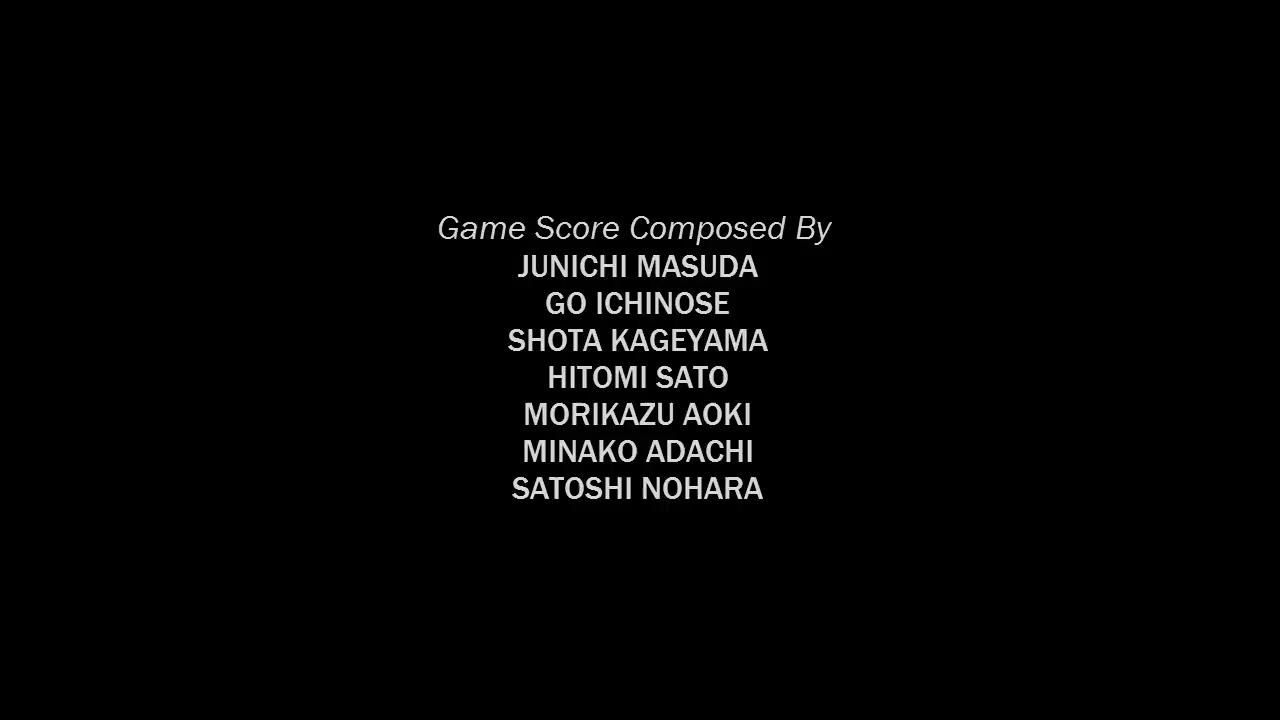 Game Score Composed By
JUNICHI MASUDA
GO ICHINOSE
SHOTA KAGEYAMA
HITOMI SATO
MORIKAZU AOKI
MINAKO ADACHI
SATOSHI NOHARA